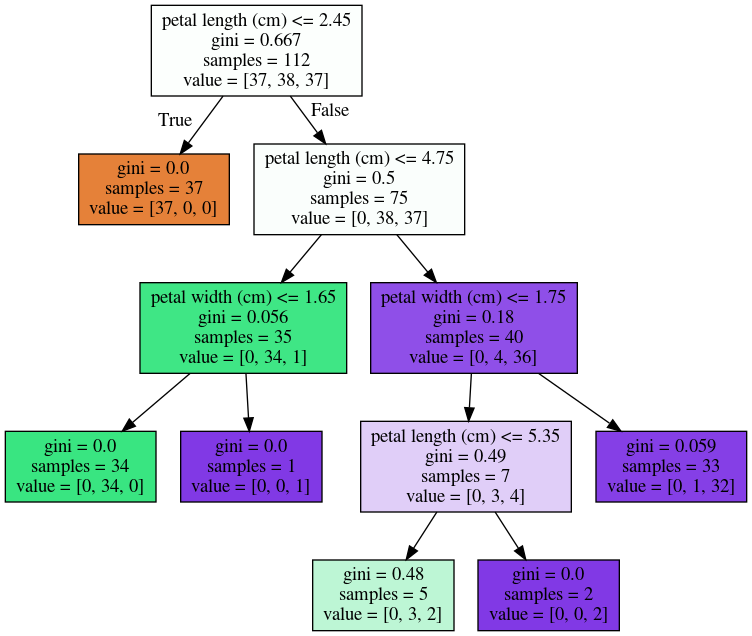 petal length (cm) <= 2.45
gini = 0.667
samples = 112
value = [37, 38, 37]
True
False
gini = 0.0
samples = 37
value = [37, 0, 0]
petal length (cm) <= 4.75
gini = 0.5
samples = 75
value = [0, 38, 37]
petal width (cm) <= 1.65
gini = 0.056
samples = 35
value = [0, 34, 1]
petal width (cm) <= 1.75
gini = 0.18
samples = 40
value = [0, 4, 36]
gini = 0.0
samples = 34
value = [0, 34, 0]
gini = 0.0
samples = 1
value = [0, 0, 1]
petal length (cm) <= 5.35
gini = 0.49
samples = 7
value = [0, 3, 4]
gini = 0.059
samples = 33
value = [0, 1, 32]
gini = 0.48
samples = 5
value = [0, 3, 2]
gini = 0.0
samples = 2
value = [0, 0, 2]